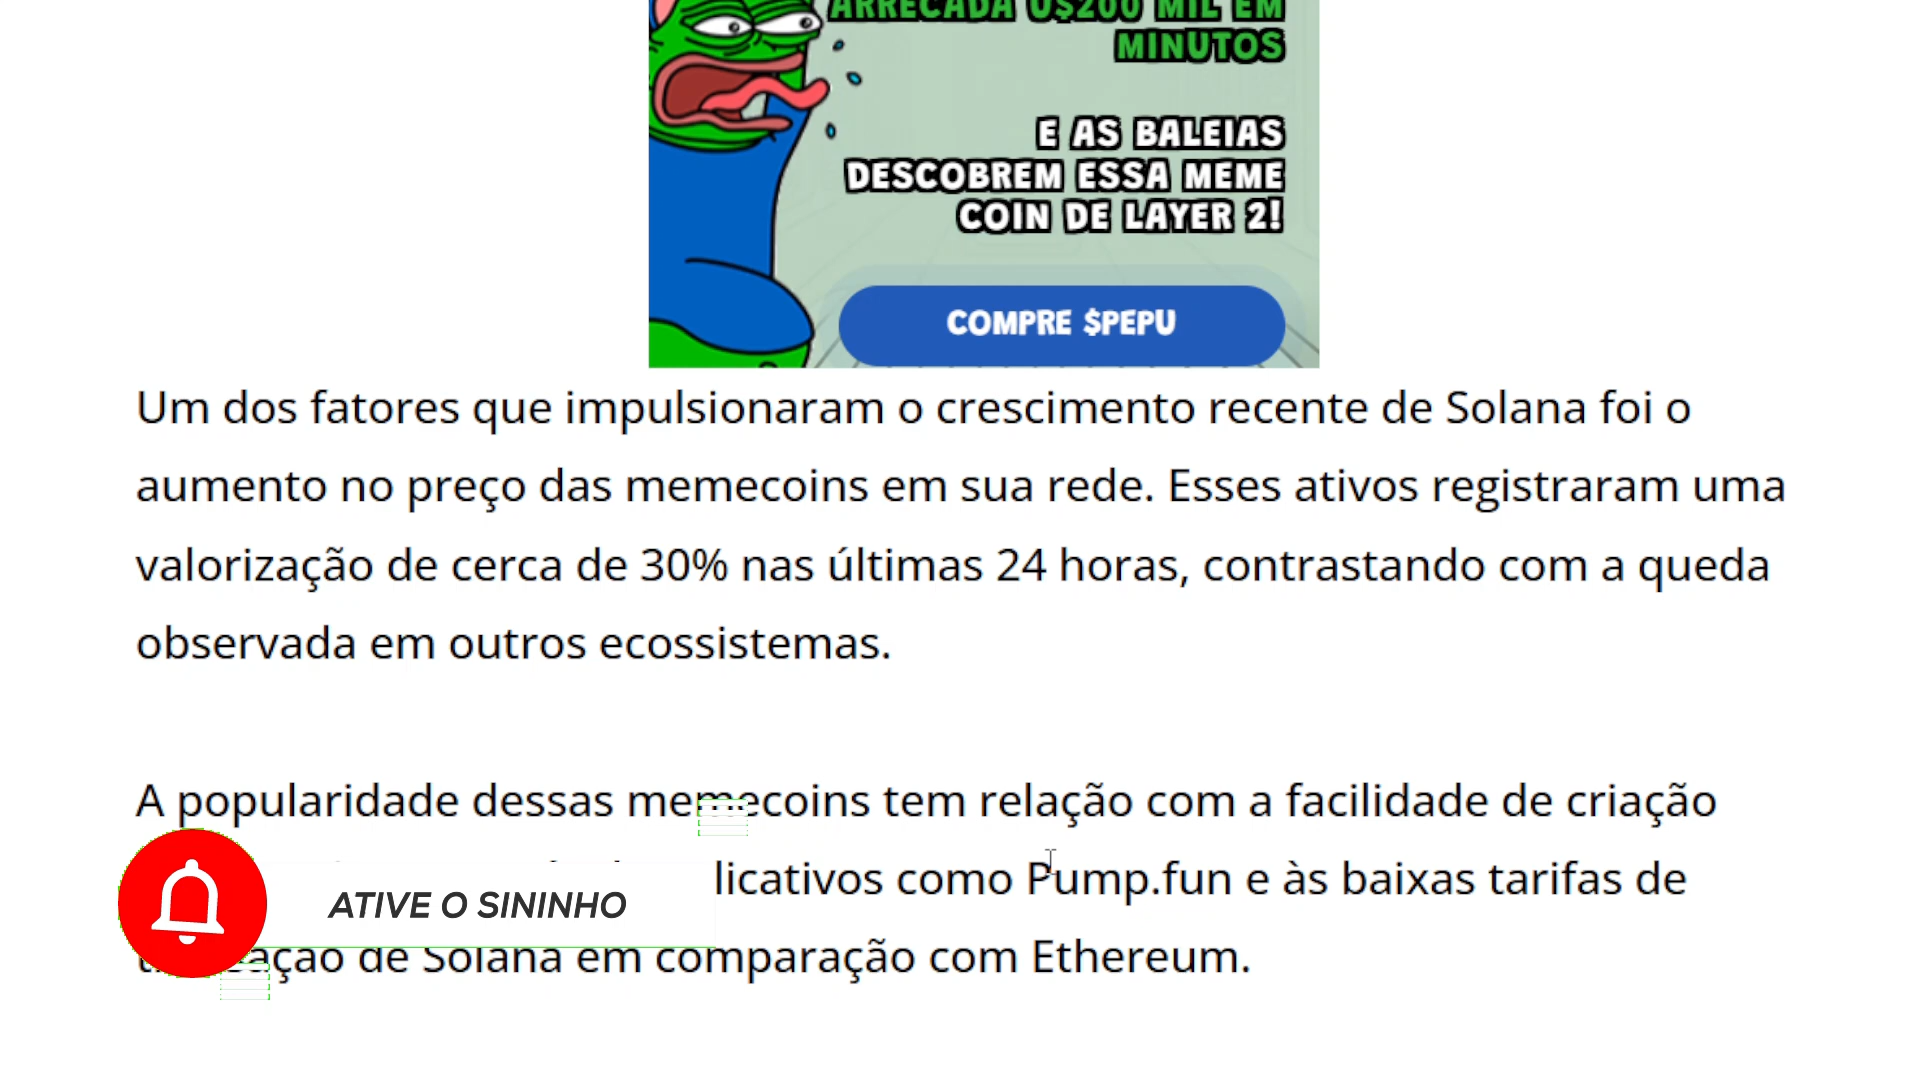 ARRECADA U$200 MIL EM
MINUTOS
E AS BALEIAS
DESCOBREM ESSA MEME
COIN DE LAYER 2!
COMPRE $PEPU
Um dos fatores que impulsionaram o crescimento recente de Solana foi o
aumento no preço das memecoins em sua rede. Esses ativos registraram uma
valorização de cerca de 30% nas últimas 24 horas, contrastando com a queda
observada em outros ecossistemas.
A popularidade dessas memecoins tem relação com a facilidade de criação
como Pump.fun e às baixas tarifas de
ATIVE O SININHO
de Solana em comparação com Ethereum.